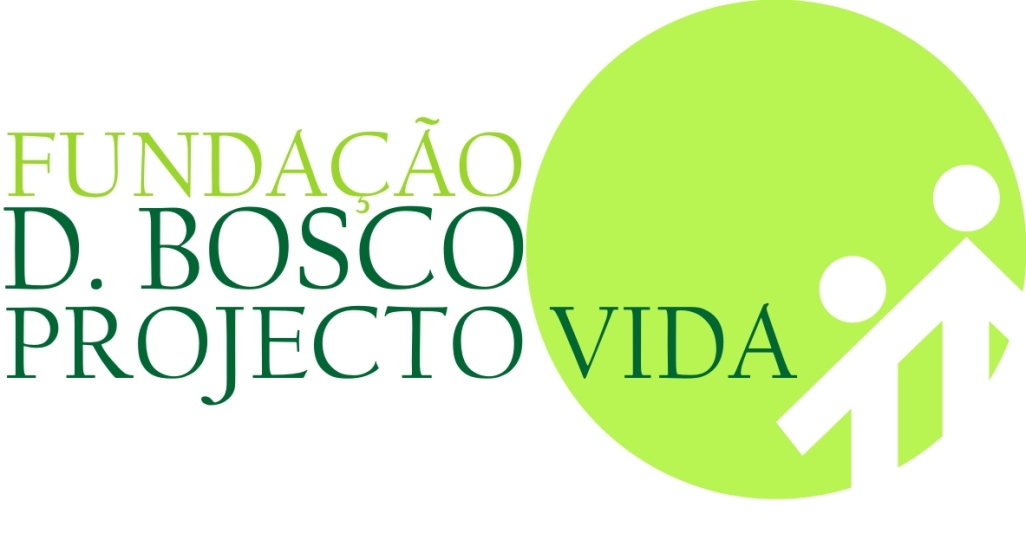 FUNDAÇÃO
D. BOSCO
PROJECTO VIDA